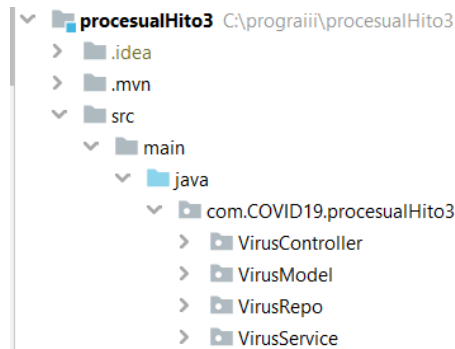 procesualHito3 C:\prograiii\procesualHito3
.idea
.mvn
src
main
java
com.COVID19.procesualHito3
VirusController
VirusModel
VirusRepo
VirusService